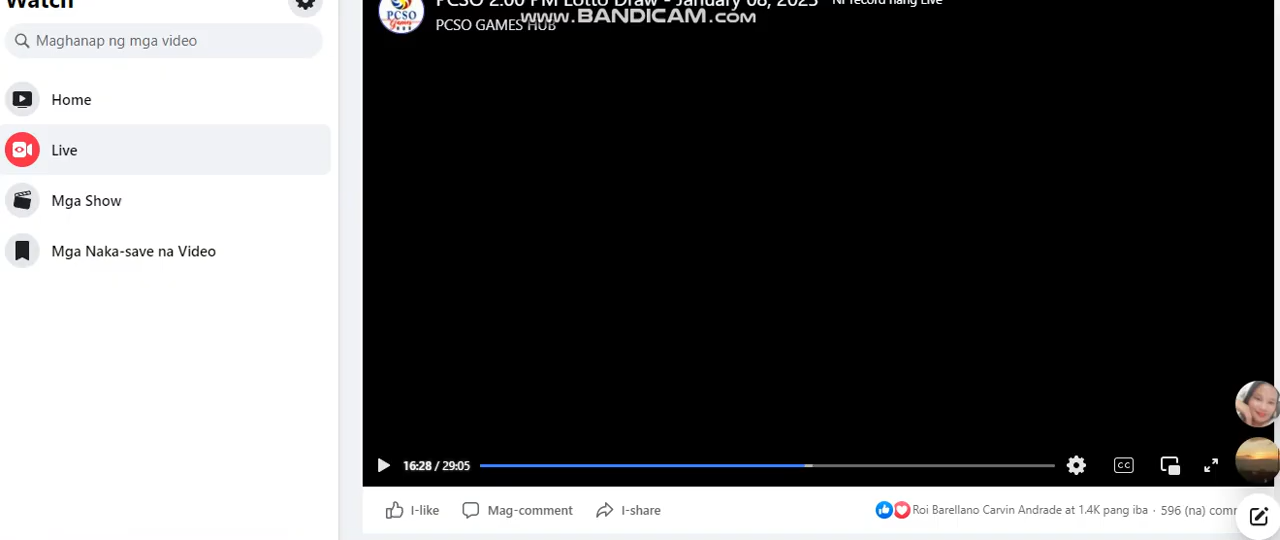 Watch
Maghanap ng mga video
Home
Live
Mga Show
Mga Naka-save na Video
PCSO 2:00 PM Lotto Draw - January 08, 2023 Ni-record nang Live
www.BANDICAM.com
PCSO GAMES HUB
16:28 / 29:05
CC
I-like
Mag-comment
I-share
Roi Barellano Carvin Andrade at 1.4K pang iba · 596 (na) comm